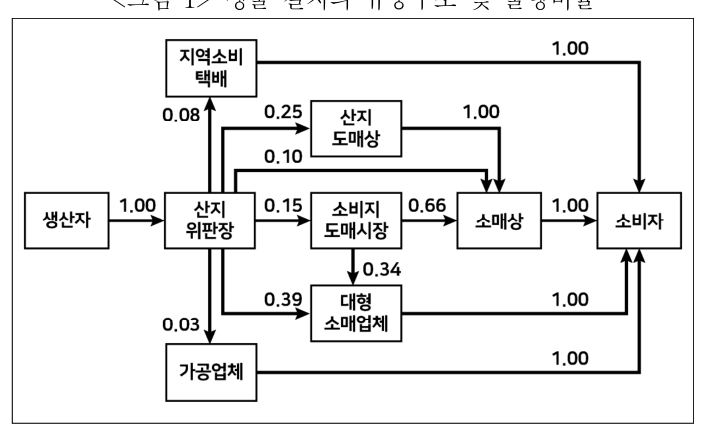 1.00
지역소비
택배
0.08
0.25
산지
도매상
1.00
0.10
생산자
1.00
산지
위판장
0.15
소비지
도매시장
0.66
소매상
1.00
소비자
0.34
0.39
대형
소매업체
1.00
0.03
가공업체
1.00